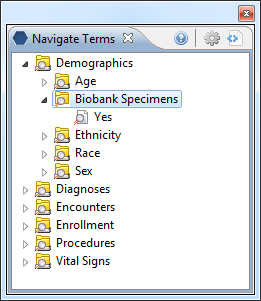 Navigate Terms
Demographics
Age
Biobank Specimens
Yes
Ethnicity
Race
Sex
Diagnoses
Encounters
Enrollment
Procedures
Vital Signs